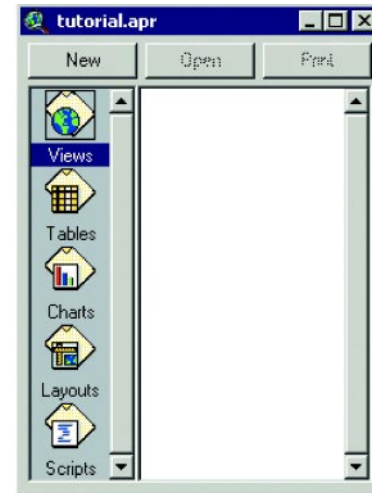 tutorial.apr
New Open Print
Views
Tables
Charts
Layouts
Scripts